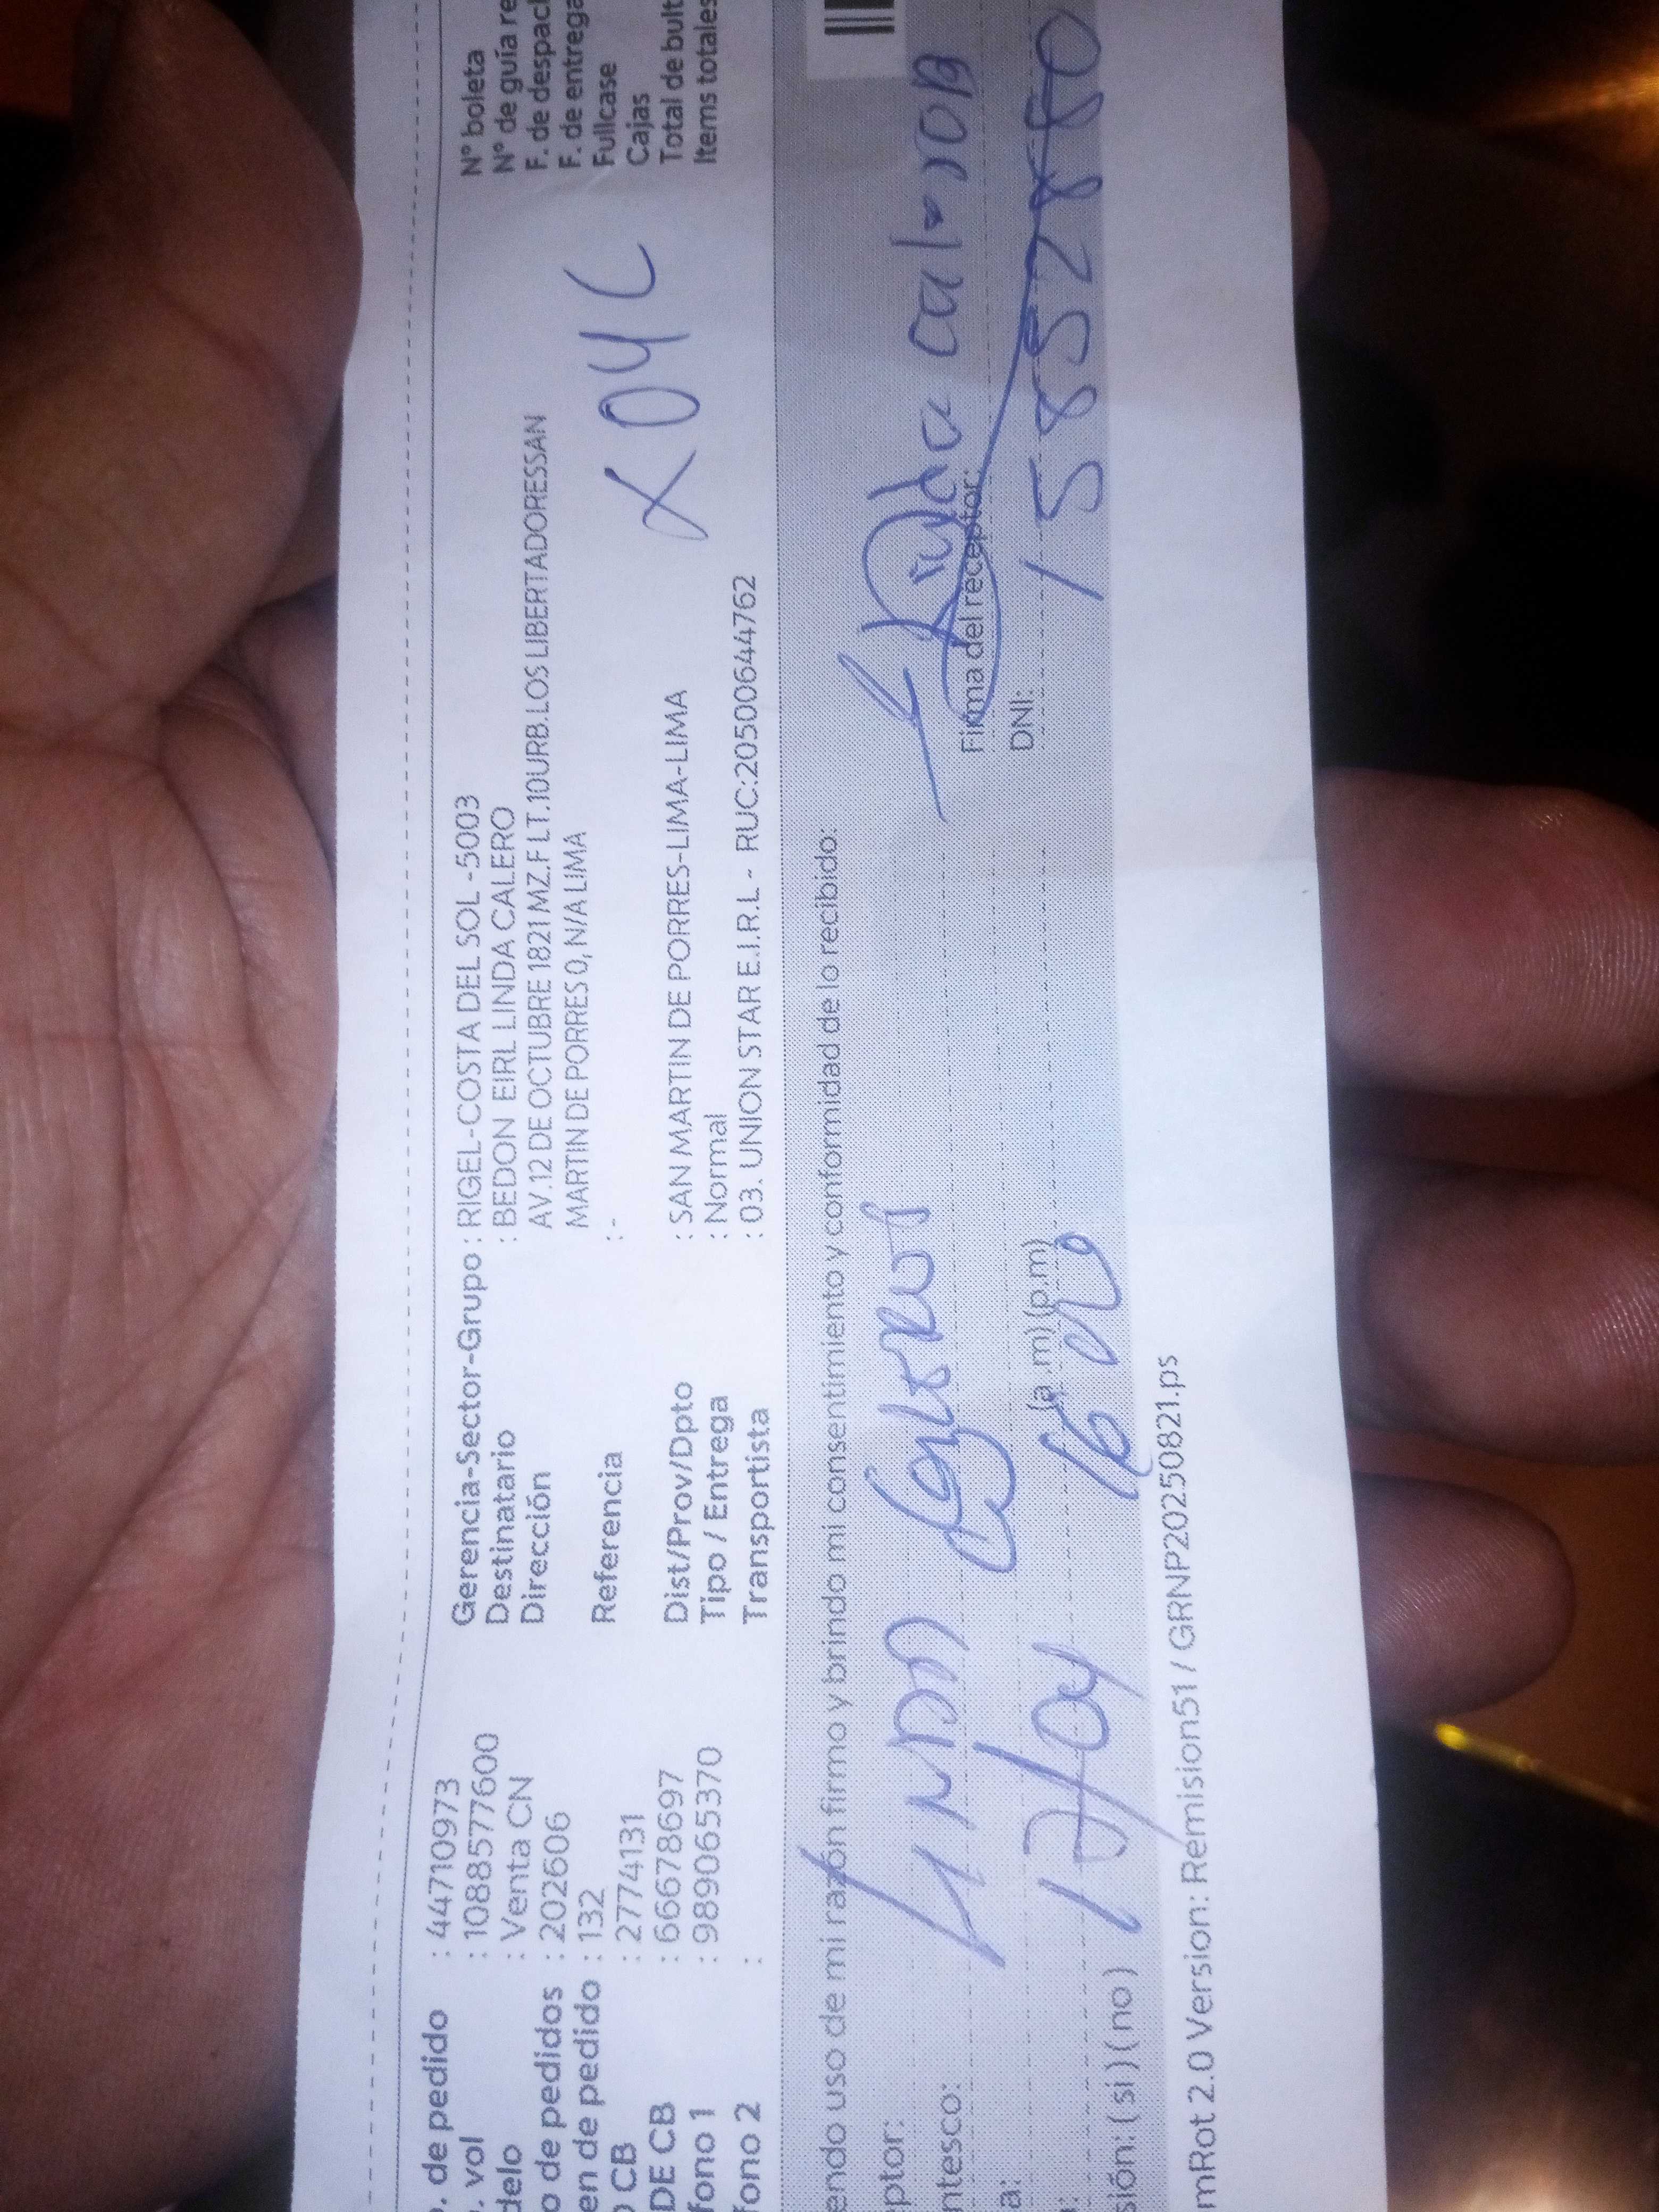 . de pedido : 44710973
. vol : 1088577600
delo : Venta CN
o de pedidos : 202606
en de pedido : 132
CB : 2774131
DE CB : 666678697
fono 1 : 989065370
fono 2 :
Gerencia-Sector-Grupo : RIGEL-COSTA DEL SOL -5003
Destinatario : BEDON EIRL LINDA CALERO
Dirección AV.12 DE OCTUBRE 1821 MZ.F LT.10URB.LOS LIBERTADORESSAN
MARTIN DE PORRES 0, N/A LIMA
Referencia : -
Dist/Prov/Dpto : SAN MARTIN DE PORRES-LIMA-LIMA
Tipo / Entrega : Normal
Transportista : 03. UNION STAR E.I.R.L - RUC:20500644762
X04C
N° boleta
N° de guía re
F. de despacl
F. de entrega
Fullcase
Cajas
Total de bult
Items totales
endo uso de mi razón firmo y brindo mi consentimiento y conformidad de lo recibido:
ptor:
ntesco:
a: 17/04
(a.m)(p.m)
sión: (si) (no)
Firma del receptor:
DNI:
mRot 2.0 Version: Remision51 / GRNP20250821.ps